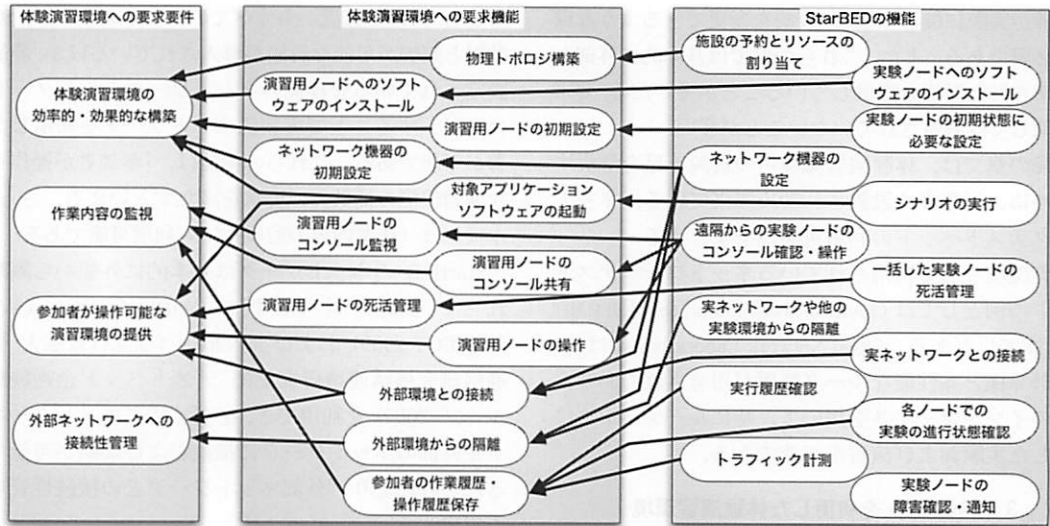 体験演習環境への要求要件
体験演習環境の
効率的・効果的な構築
作業内容の監視
参加者が操作可能な
演習環境の提供
外部ネットワークへの
接続性管理
体験演習環境への要求機能
物理トポロジ構築
演習用ノードへのソフト
ウェアのインストール
演習用ノードの初期設定
ネットワーク機器の
初期設定
対象アプリケーション
ソフトウェアの起動
演習用ノードの
コンソール監視
演習用ノードの
コンソール共有
演習用ノードの死活管理
演習用ノードの操作
外部環境との接続
外部環境からの隔離
参加者の作業履歴・
操作履歴保存
StarBEDの機能
施設の予約とリソースの
割り当て
実験ノードへのソフト
ウェアのインストール
実験ノードの初期状態に
必要な設定
ネットワーク機器の
設定
シナリオの実行
遠隔からの実験ノードの
コンソール確認・操作
一括した実験ノードの
死活管理
実ネットワークや他の
実験環境からの隔離
実ネットワークとの接続
実行履歴確認
各ノードでの
実験の進行状態確認
トラフィック計測
実験ノードの
障害確認・通知